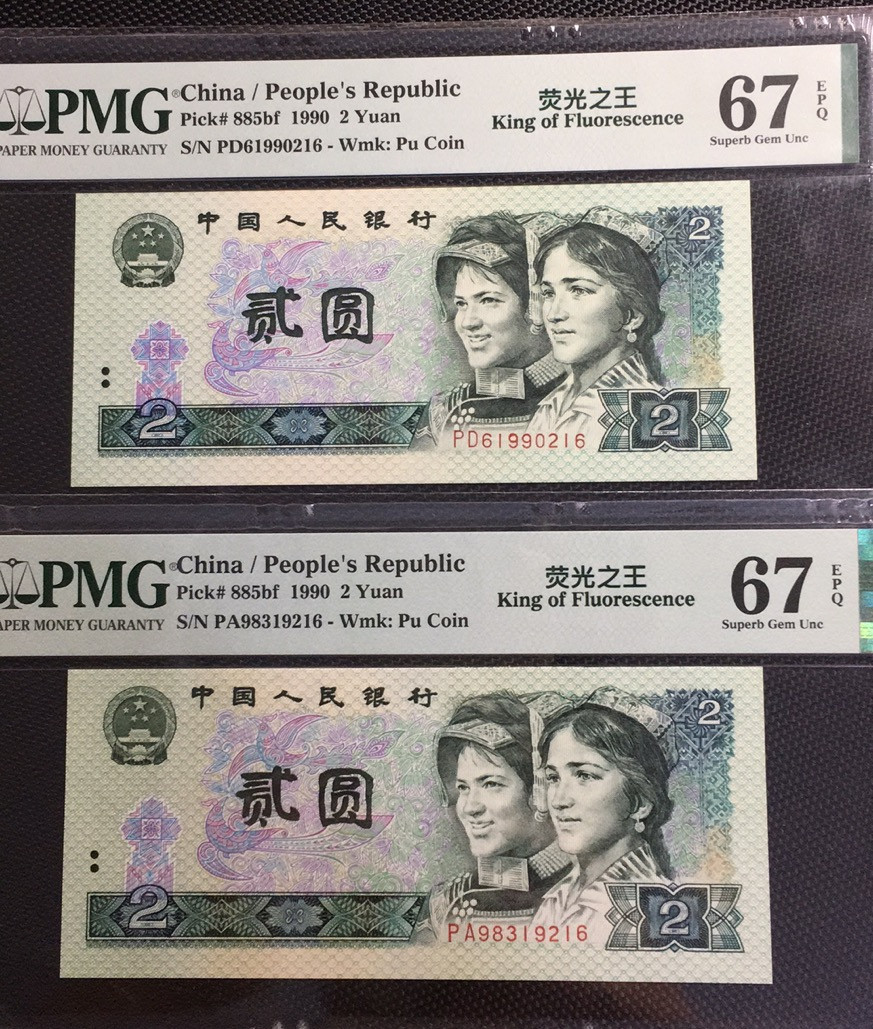 PMG® China / People's Republic
Pick# 885bf 1990 2 Yuan
荧光之王
King of Fluorescence
67 EPQ
PAPER MONEY GUARANTY
S/N PD61990216 - Wmk: Pu Coin
Superb Gem Unc
中国人民银行
2
贰圆
2
2
PD61990216
PMG® China / People's Republic
Pick# 885bf 1990 2 Yuan
荧光之王
King of Fluorescence
67 EPQ
PAPER MONEY GUARANTY
S/N PA98319216 - Wmk: Pu Coin
Superb Gem Unc
中国人民银行
2
贰圆
2
2
PA98319216